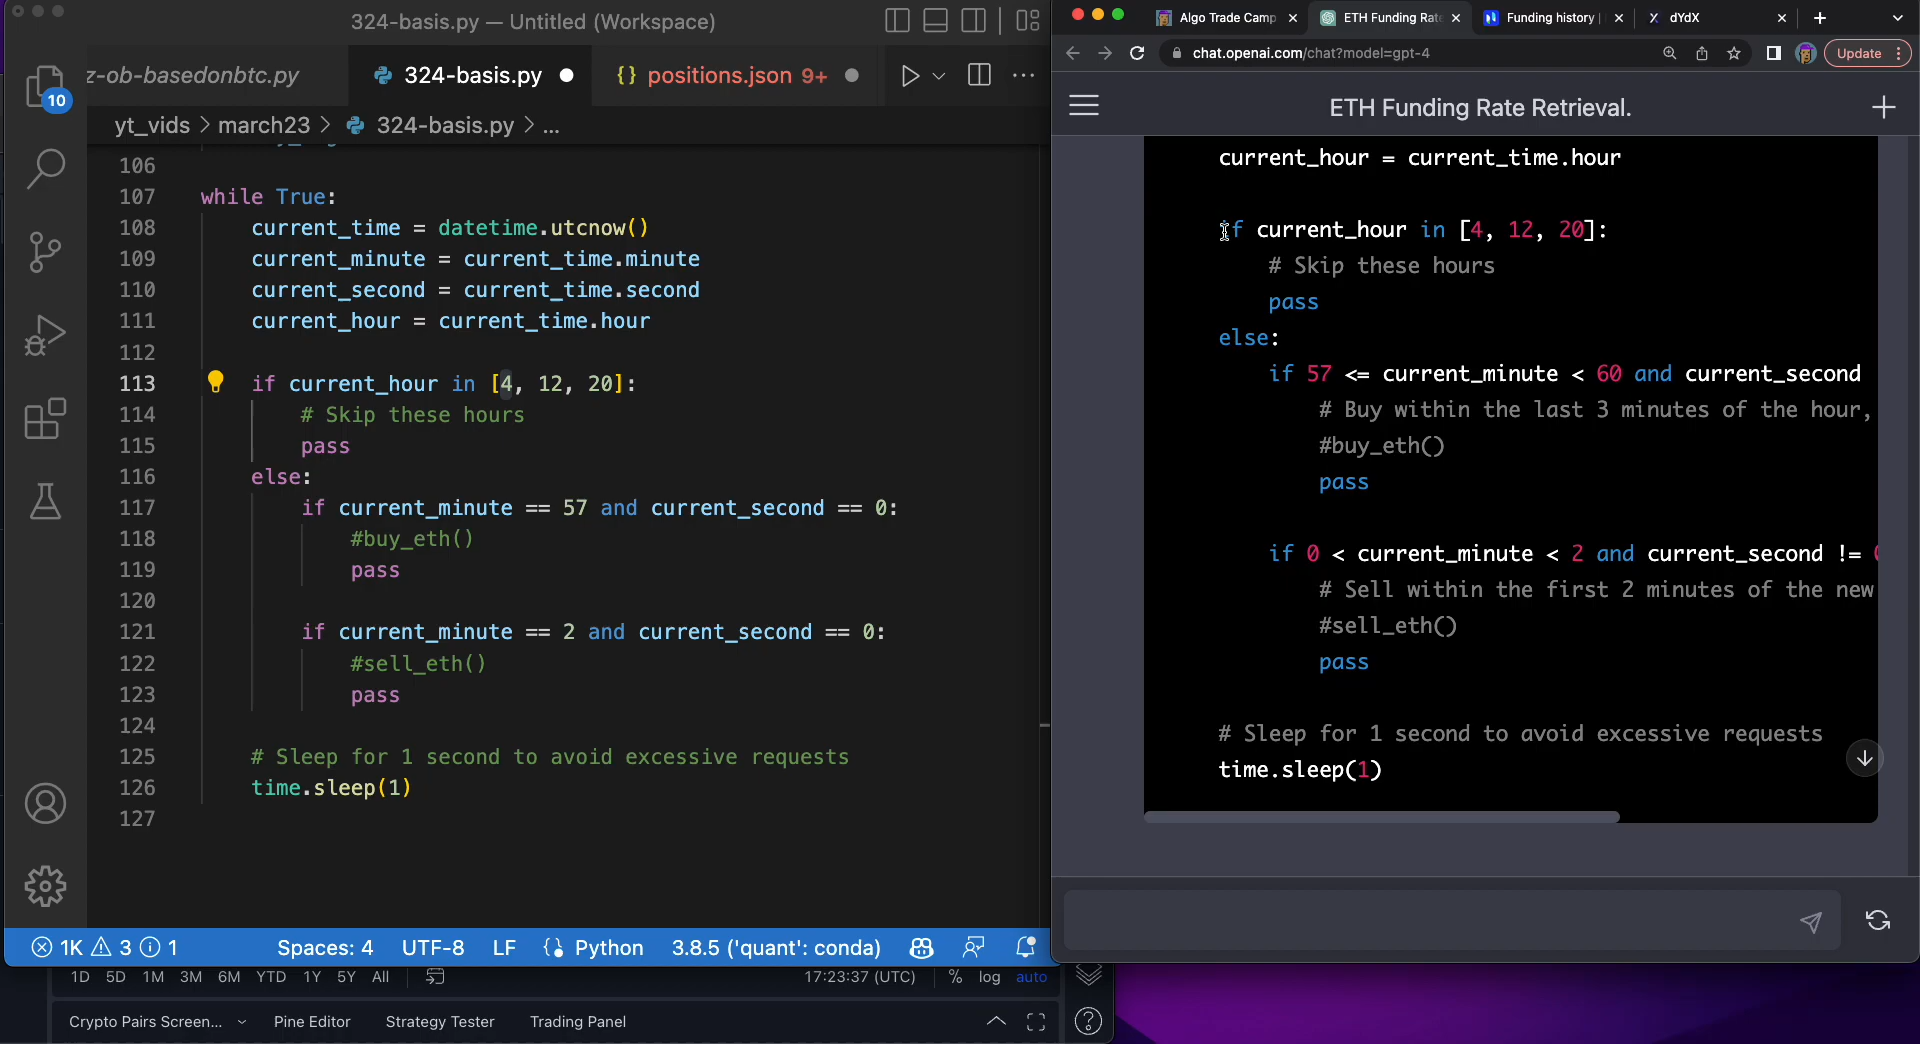 324-basis.py — Untitled (Workspace)
z-ob-basedonbtc.py
324-basis.py
{} positions.json 9+
10
yt_vids > march23 > 324-basis.py > ...
106
107 while True:
108 current_time = datetime.utcnow()
109 current_minute = current_time.minute
110 current_second = current_time.second
111 current_hour = current_time.hour
112
113 if current_hour in [4, 12, 20]:
114 # Skip these hours
115 pass
116 else:
117 if current_minute == 57 and current_second == 0:
118 #buy_eth()
119 pass
120
121 if current_minute == 2 and current_second == 0:
122 #sell_eth()
123 pass
124
125 # Sleep for 1 second to avoid excessive requests
126 time.sleep(1)
127
1K 3 1 Spaces: 4 UTF-8 LF Python 3.8.5 ('quant': conda)
1D 5D 1M 3M 6M YTD 1Y 5Y All 17:23:37 (UTC) % log auto
Crypto Pairs Screen... Pine Editor Strategy Tester Trading Panel
Algo Trade Camp
ETH Funding Rate
Funding history |
dYdX
chat.openai.com/chat?model=gpt-4
Update
ETH Funding Rate Retrieval.
current_hour = current_time.hour
if current_hour in [4, 12, 20]:
# Skip these hours
pass
else:
if 57 <= current_minute < 60 and current_second
# Buy within the last 3 minutes of the hour,
#buy_eth()
pass
if 0 < current_minute < 2 and current_second !=
# Sell within the first 2 minutes of the new
#sell_eth()
pass
# Sleep for 1 second to avoid excessive requests
time.sleep(1)